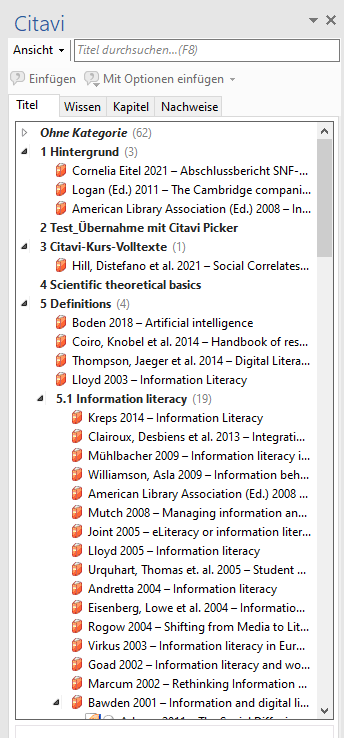 Citavi
Ansicht
Titel durchsuchen...(F8)
Einfügen
Mit Optionen einfügen
Titel
Wissen
Kapitel
Nachweise
Ohne Kategorie (62)
1 Hintergrund (3)
Cornelia Eitel 2021 – Abschlussbericht SNF-...
Logan (Ed.) 2011 – The Cambridge compani...
American Library Association (Ed.) 2008 – In...
2 Test_Übernahme mit Citavi Picker
3 Citavi-Kurs-Volltexte (1)
Hill, Distefano et al. 2021 – Social Correlates...
4 Scientific theoretical basics
5 Definitions (4)
Boden 2018 – Artificial intelligence
Coiro, Knobel et al. 2014 – Handbook of res...
Thompson, Jaeger et al. 2014 – Digital Litera...
Lloyd 2003 – Information Literacy
5.1 Information literacy (19)
Kreps 2014 – Information Literacy
Clairoux, Desbiens et al. 2013 – Integrati...
Mühlbacher 2009 – Information literacy i...
Williamson, Asla 2009 – Information beh...
American Library Association (Ed.) 2008 ...
Mutch 2008 – Managing information an...
Joint 2005 – eLiteracy or information liter...
Lloyd 2005 – Information literacy
Urquhart, Thomas et al. 2005 – Student ...
Andretta 2004 – Information literacy
Eisenberg, Lowe et al. 2004 – Informatio...
Rogow 2004 – Shifting from Media to Lit...
Virkus 2003 – Information literacy in Eur...
Goad 2002 – Information literacy and wo...
Marcum 2002 – Rethinking Information ...
Bawden 2001 – Information and digital li...